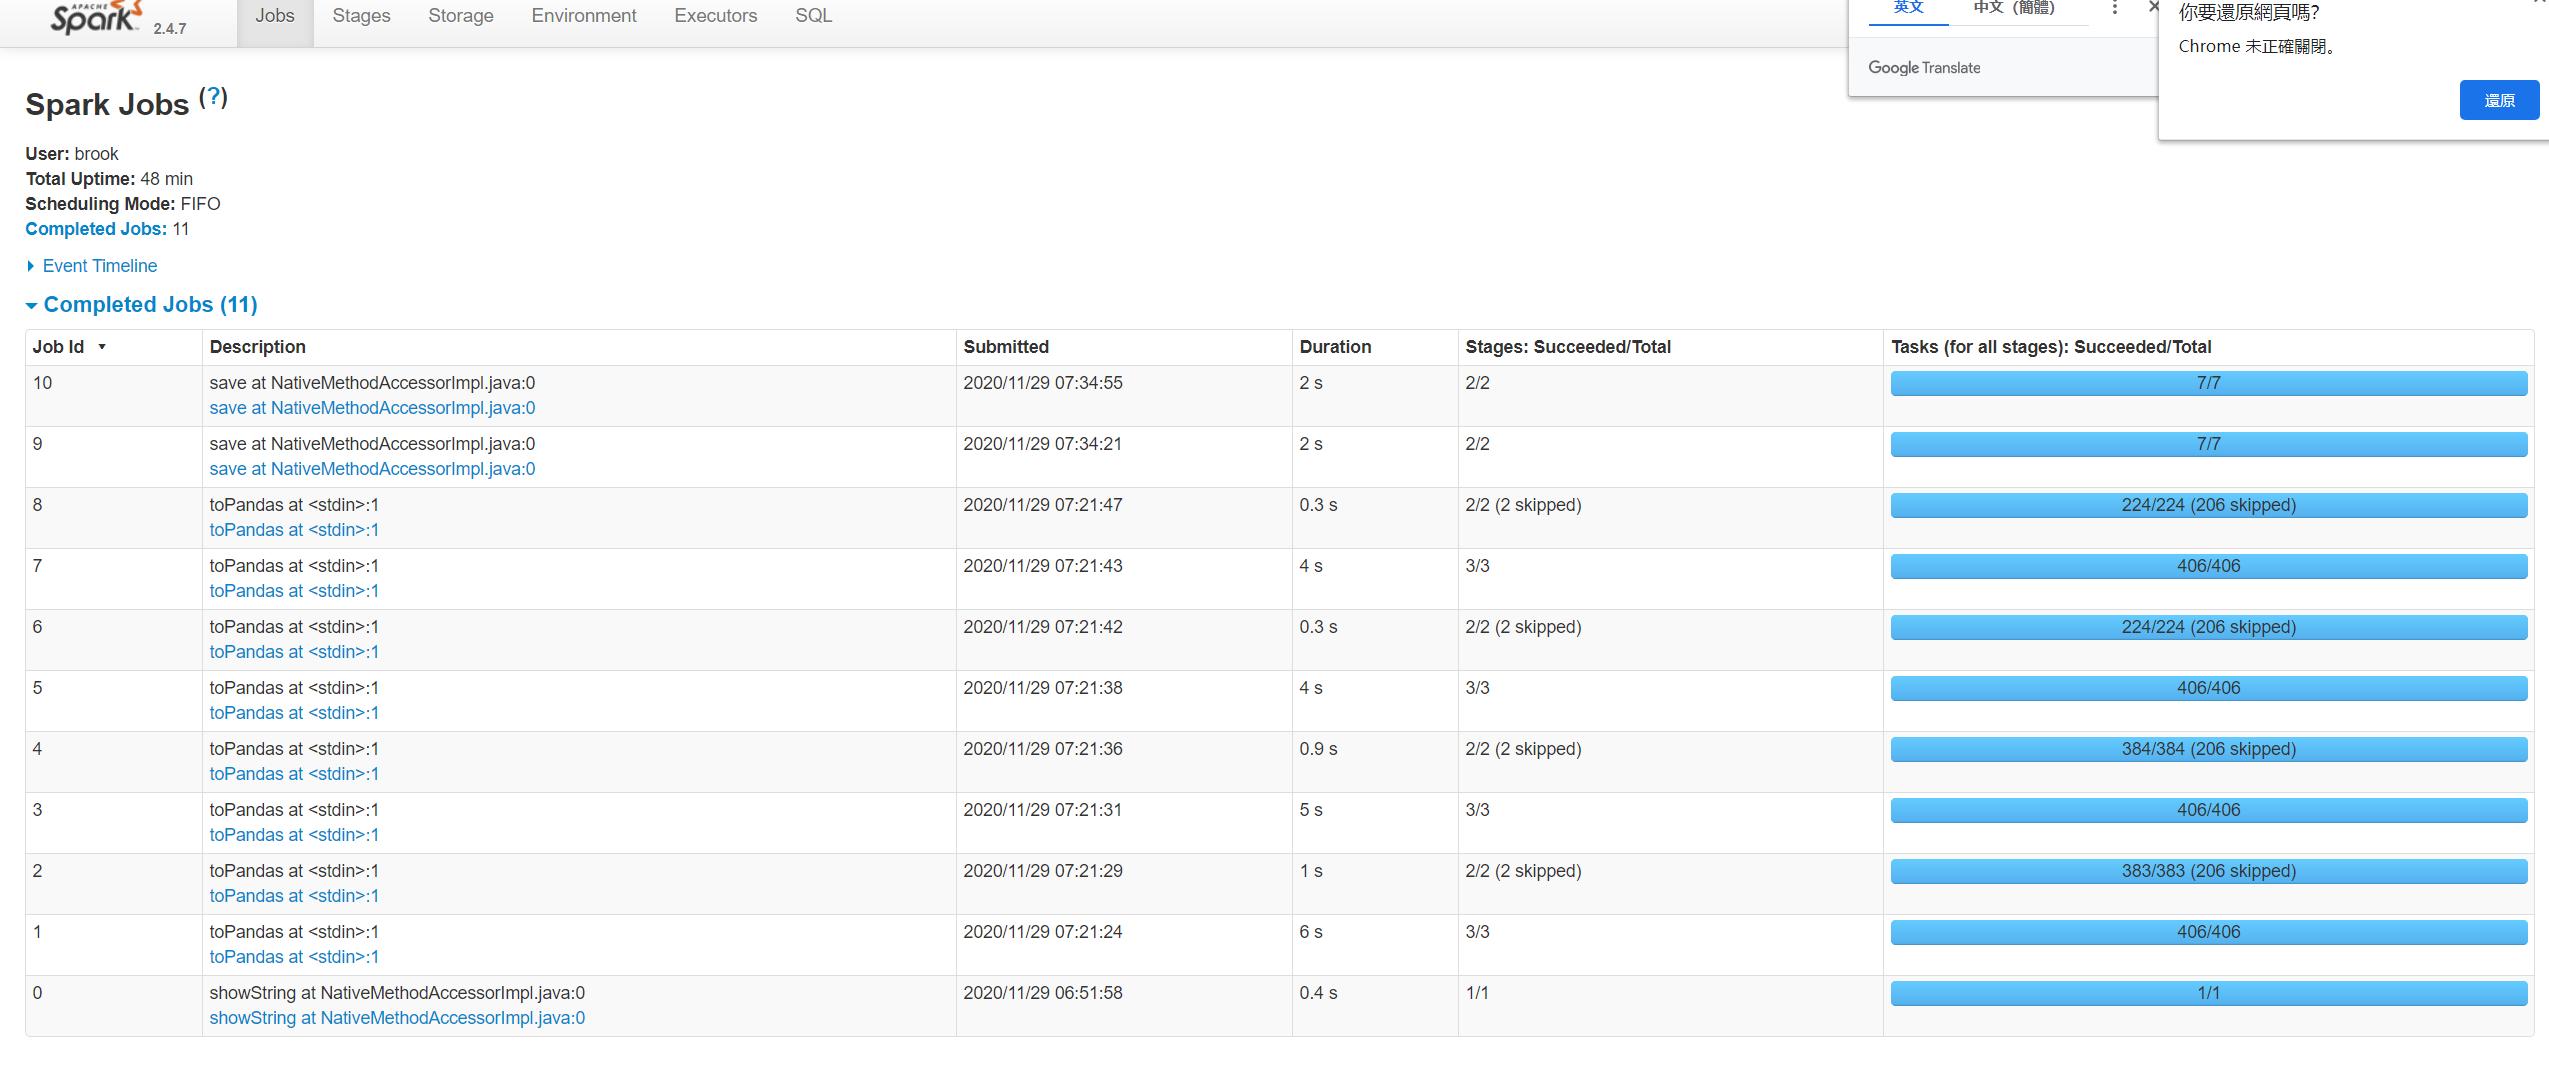 APACHE
Spark 2.4.7 Jobs Stages Storage Environment Executors SQL
英文 中文（簡體）
Google Translate
你要還原網頁嗎?
Chrome 未正確關閉。
還原
Spark Jobs (?)
User: brook
Total Uptime: 48 min
Scheduling Mode: FIFO
Completed Jobs: 11
Event Timeline
Completed Jobs (11)
Job Id Description Submitted Duration Stages: Succeeded/Total Tasks (for all stages): Succeeded/Total
10 save at NativeMethodAccessorImpl.java:0 2020/11/29 07:34:55 2 s 2/2 7/7
save at NativeMethodAccessorImpl.java:0
9 save at NativeMethodAccessorImpl.java:0 2020/11/29 07:34:21 2 s 2/2 7/7
save at NativeMethodAccessorImpl.java:0
8 toPandas at <stdin>:1 2020/11/29 07:21:47 0.3 s 2/2 (2 skipped) 224/224 (206 skipped)
toPandas at <stdin>:1
7 toPandas at <stdin>:1 2020/11/29 07:21:43 4 s 3/3 406/406
toPandas at <stdin>:1
6 toPandas at <stdin>:1 2020/11/29 07:21:42 0.3 s 2/2 (2 skipped) 224/224 (206 skipped)
toPandas at <stdin>:1
5 toPandas at <stdin>:1 2020/11/29 07:21:38 4 s 3/3 406/406
toPandas at <stdin>:1
4 toPandas at <stdin>:1 2020/11/29 07:21:36 0.9 s 2/2 (2 skipped) 384/384 (206 skipped)
toPandas at <stdin>:1
3 toPandas at <stdin>:1 2020/11/29 07:21:31 5 s 3/3 406/406
toPandas at <stdin>:1
2 toPandas at <stdin>:1 2020/11/29 07:21:29 1 s 2/2 (2 skipped) 383/383 (206 skipped)
toPandas at <stdin>:1
1 toPandas at <stdin>:1 2020/11/29 07:21:24 6 s 3/3 406/406
toPandas at <stdin>:1
0 showString at NativeMethodAccessorImpl.java:0 2020/11/29 06:51:58 0.4 s 1/1 1/1
showString at NativeMethodAccessorImpl.java:0